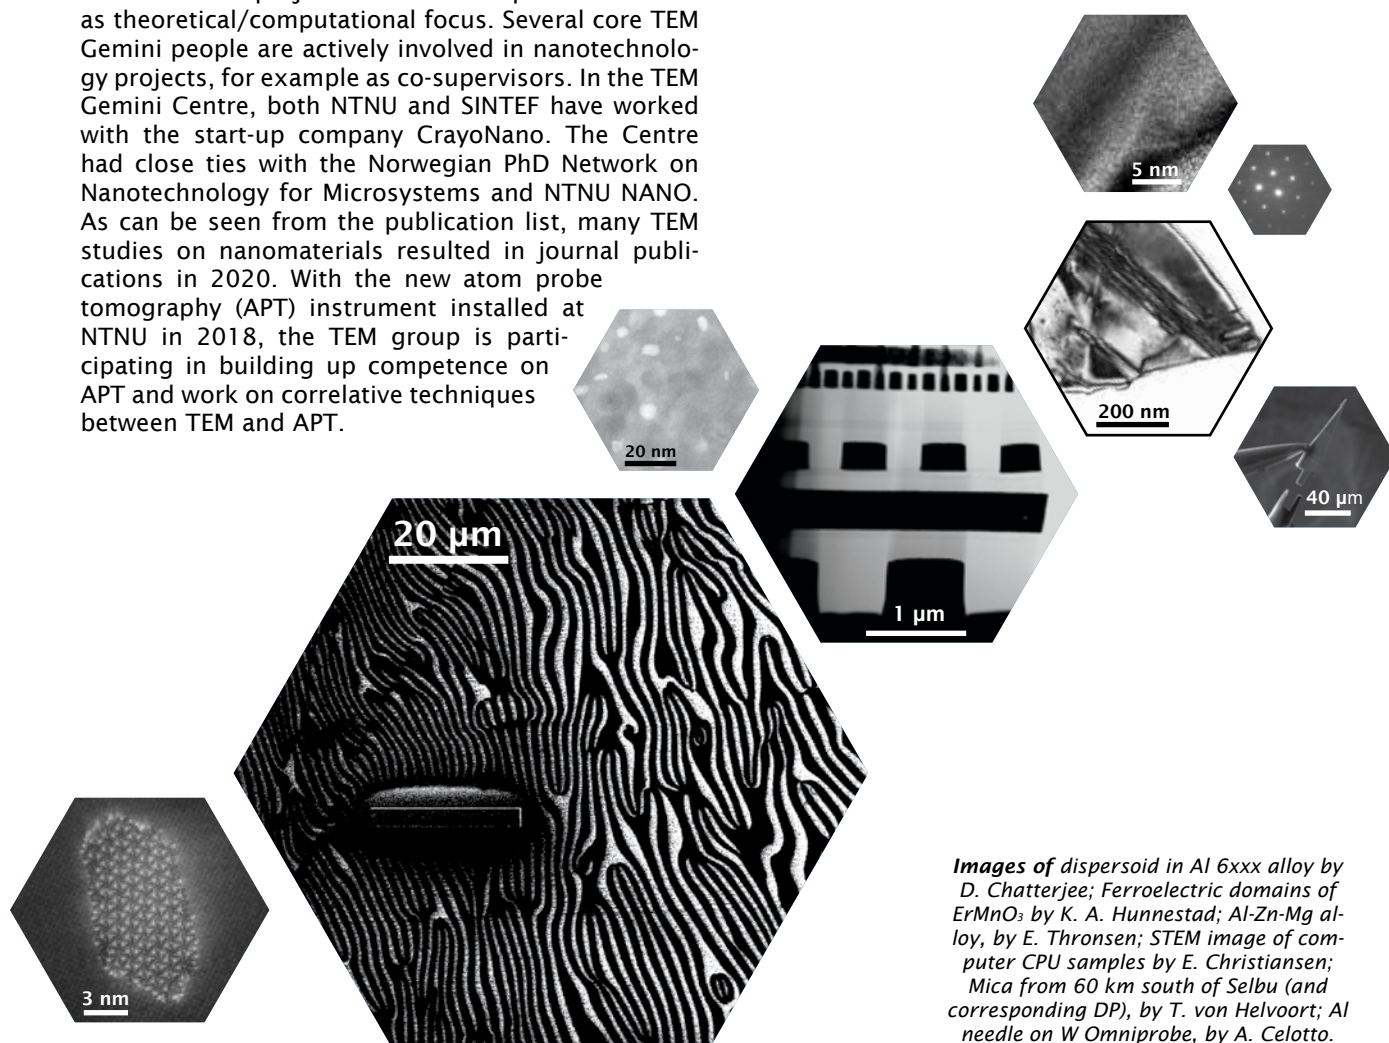 as theoretical/computational focus. Several core TEM
Gemini people are actively involved in nanotechnolo-
gy projects, for example as co-supervisors. In the TEM
Gemini Centre, both NTNU and SINTEF have worked
with the start-up company CrayoNano. The Centre
had close ties with the Norwegian PhD Network on
Nanotechnology for Microsystems and NTNU NANO.
As can be seen from the publication list, many TEM
studies on nanomaterials resulted in journal publi-
cations in 2020. With the new atom probe
tomography (APT) instrument installed at
NTNU in 2018, the TEM group is parti-
cipating in building up competence on
APT and work on correlative techniques
between TEM and APT.
5 nm
200 nm
20 nm
40 µm
20 µm
1 µm
3 nm
Images of dispersoid in Al 6xxx alloy by
D. Chatterjee; Ferroelectric domains of
ErMnO₃ by K. A. Hunnestad; Al-Zn-Mg al-
loy, by E. Thronsen; STEM image of com-
puter CPU samples by E. Christiansen;
Mica from 60 km south of Selbu (and
corresponding DP), by T. von Helvoort; Al
needle on W Omniprobe, by A. Celotto.